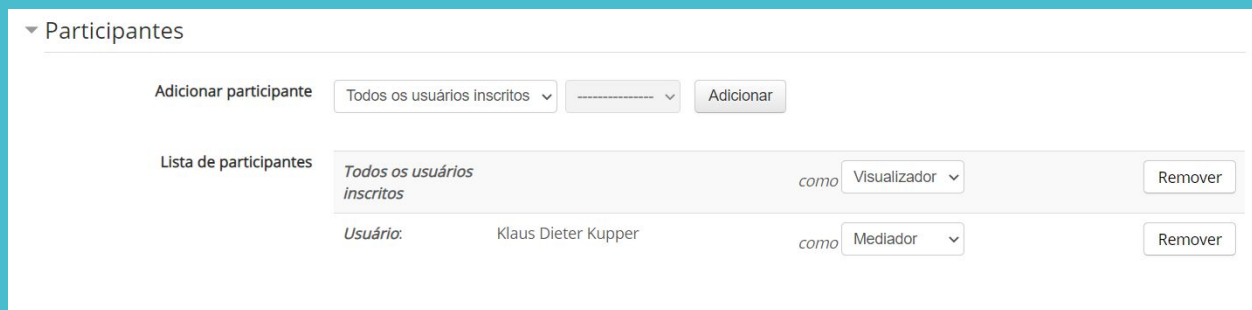 Participantes
Adicionar participante Todos os usuários inscritos --------------- Adicionar
Lista de participantes
Todos os usuários
inscritos
como Visualizador Remover
Usuário: Klaus Dieter Kupper como Mediador Remover